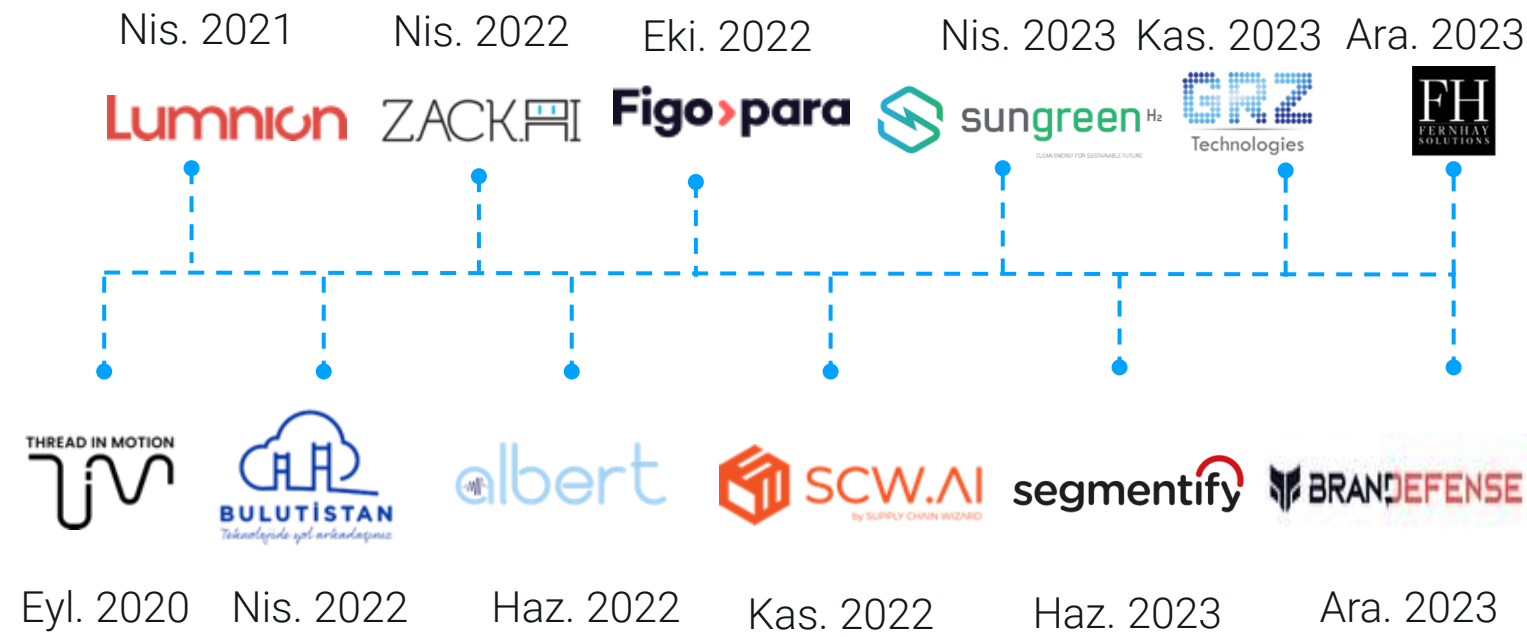 Nis. 2021
Nis. 2022
Eki. 2022
Nis. 2023
Kas. 2023
Ara. 2023
Lumnion
ZACK.AI
Figopara
sungreen H₂
CLEAN ENERGY FOR SUSTAINABLE FUTURE
GRZ
Technologies
FH
FERNHAY
SOLUTIONS
THREAD IN MOTION
TiM
BULUTİSTAN
Teknolojide yol arkadaşınız
albert
SCW.AI
by SUPPLY CHAIN WIZARD
segmentify
BRANDEFENSE
Eyl. 2020
Nis. 2022
Haz. 2022
Kas. 2022
Haz. 2023
Ara. 2023